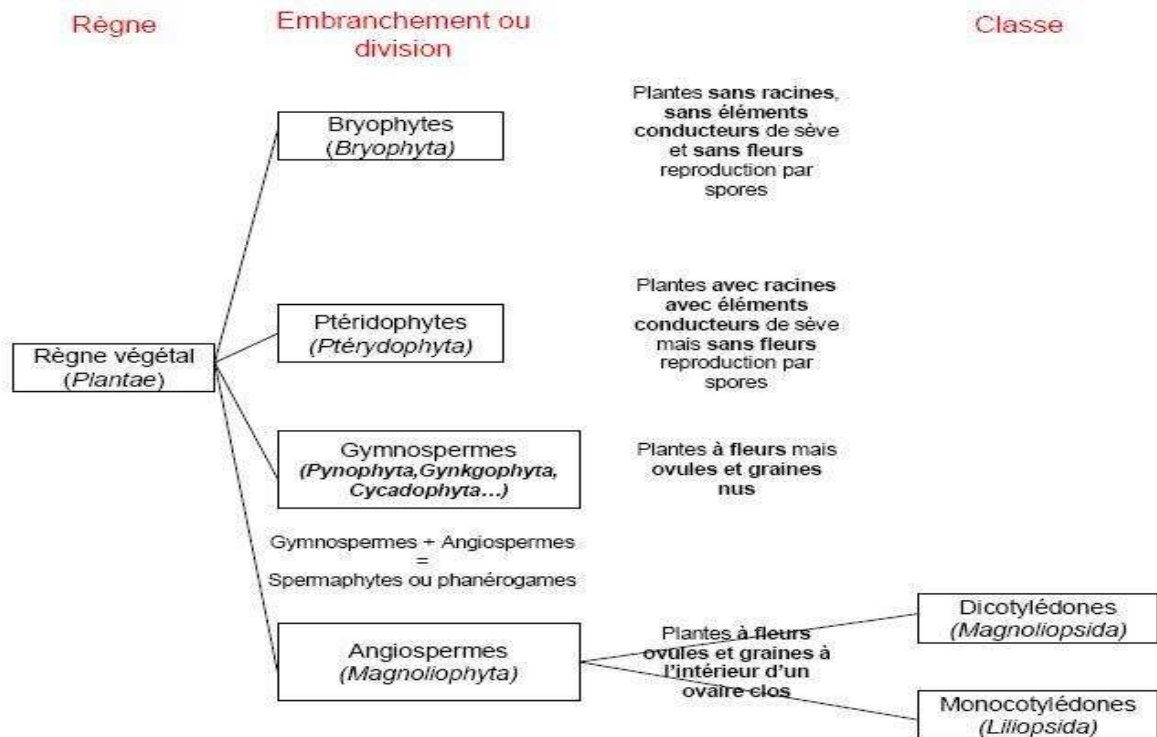 Règne
Embranchement ou
division
Classe
Bryophytes
(Bryophyta)
Plantes sans racines,
sans éléments
conducteurs de sève
et sans fleurs
reproduction par
spores
Ptéridophytes
(Ptérydophyta)
Plantes avec racines
avec éléments
conducteurs de sève
mais sans fleurs
reproduction par
spores
Règne végétal
(Plantae)
Gymnospermes
(Pynophyta,Gynkgophyta,
Cycadophyta…)
Plantes à fleurs mais
ovules et graines
nus
Gymnospermes + Angiospermes
=
Spermaphytes ou phanérogames
Angiospermes
(Magnoliophyta)
Plantes à fleurs
ovules et graines à
l'intérieur d'un
ovaire clos
Dicotylédones
(Magnoliopsida)
Monocotylédones
(Liliopsida)